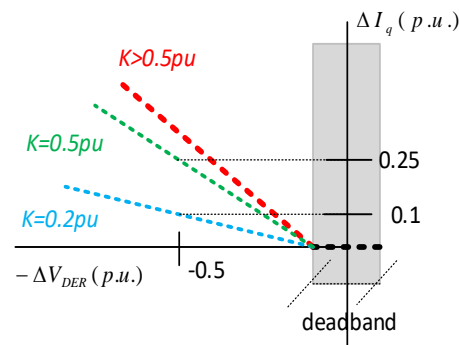 ΔI_q (p.u.)
K>0.5pu
K=0.5pu
0.25
K=0.2pu
0.1
−ΔV_DER (p.u.)
-0.5
deadband